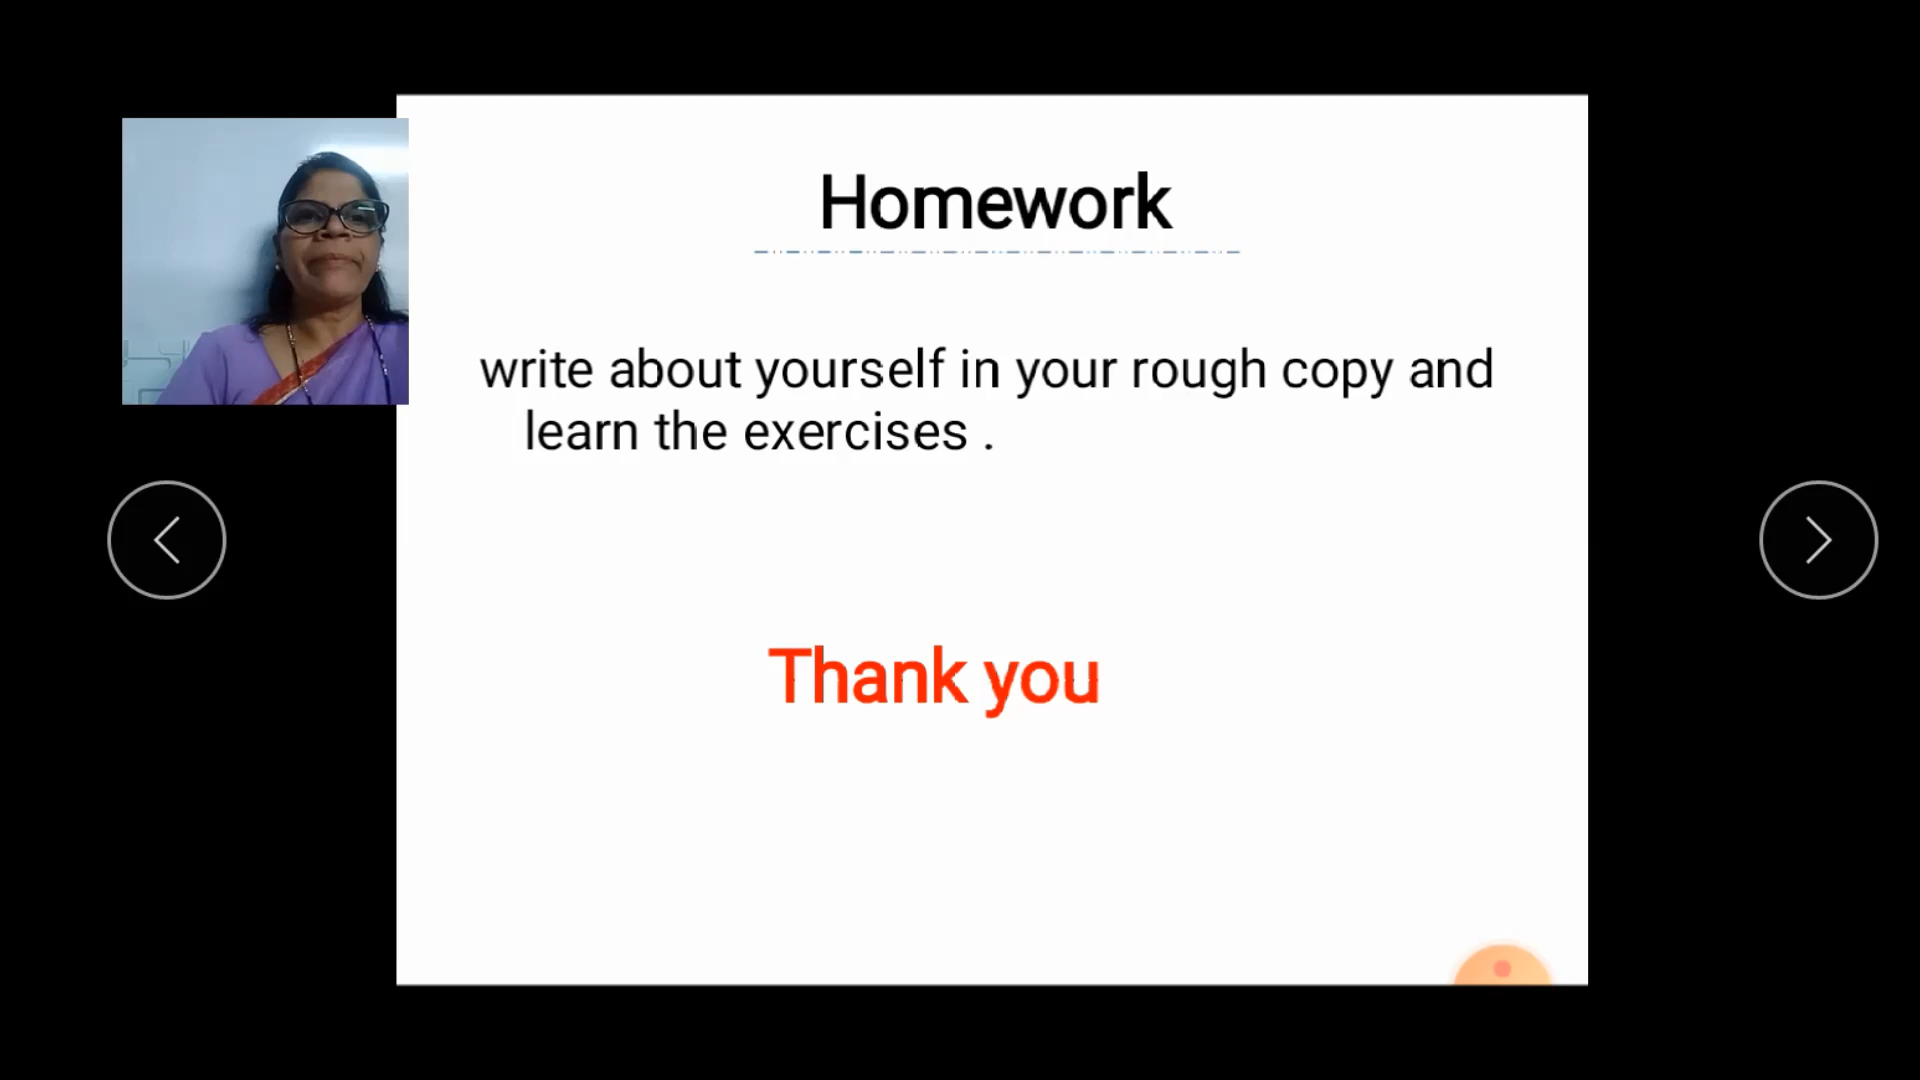 Homework
write about yourself in your rough copy and
learn the exercises .
Thank you